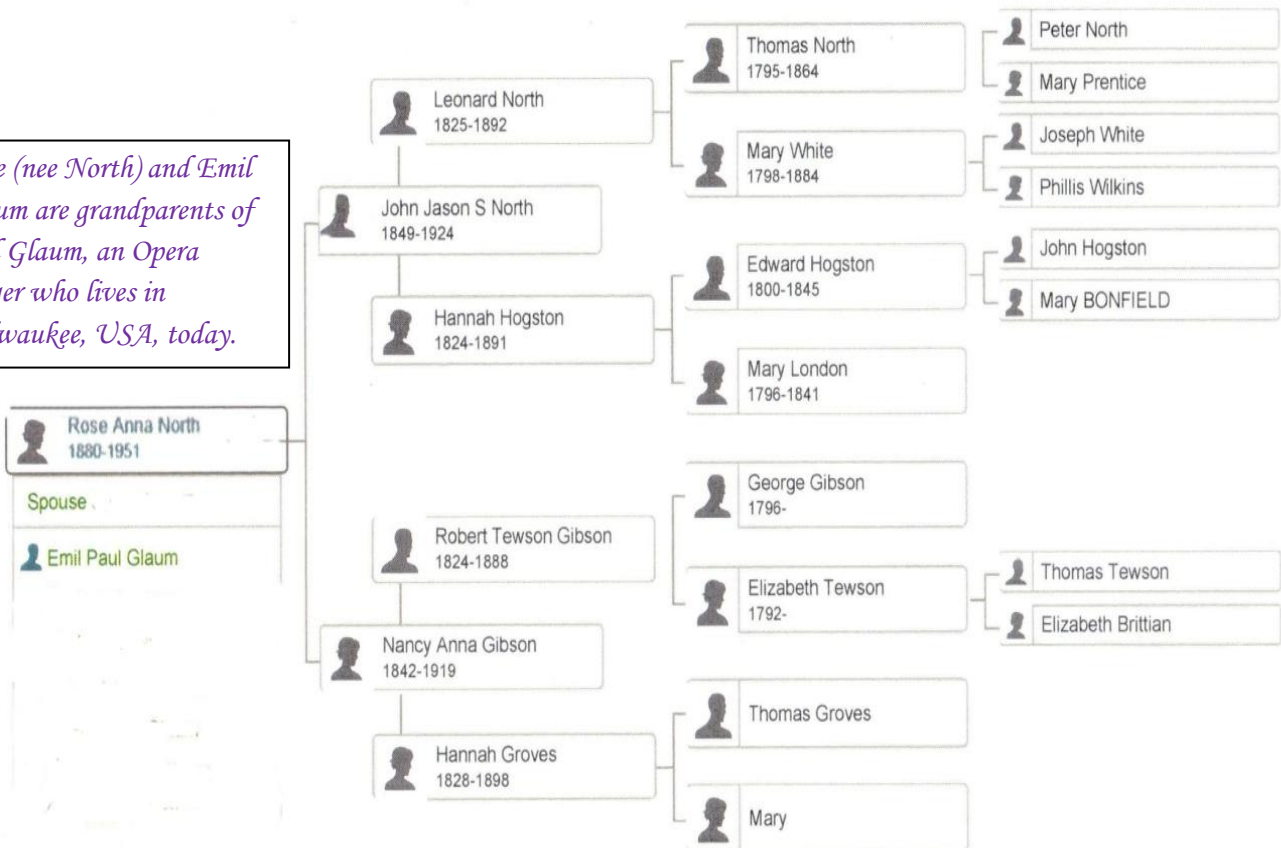 e (nee North) and Emil
um are grandparents of
l Glaum, an Opera
ger who lives in
lwaukee, USA, today.
Rose Anna North
1880-1951
Spouse
Emil Paul Glaum
John Jason S North
1849-1924
Nancy Anna Gibson
1842-1919
Leonard North
1825-1892
Hannah Hogston
1824-1891
Robert Tewson Gibson
1824-1888
Hannah Groves
1828-1898
Thomas North
1795-1864
Mary White
1798-1884
Edward Hogston
1800-1845
Mary London
1796-1841
George Gibson
1796-
Elizabeth Tewson
1792-
Thomas Groves
Mary
Peter North
Mary Prentice
Joseph White
Phillis Wilkins
John Hogston
Mary BONFIELD
Thomas Tewson
Elizabeth Brittian